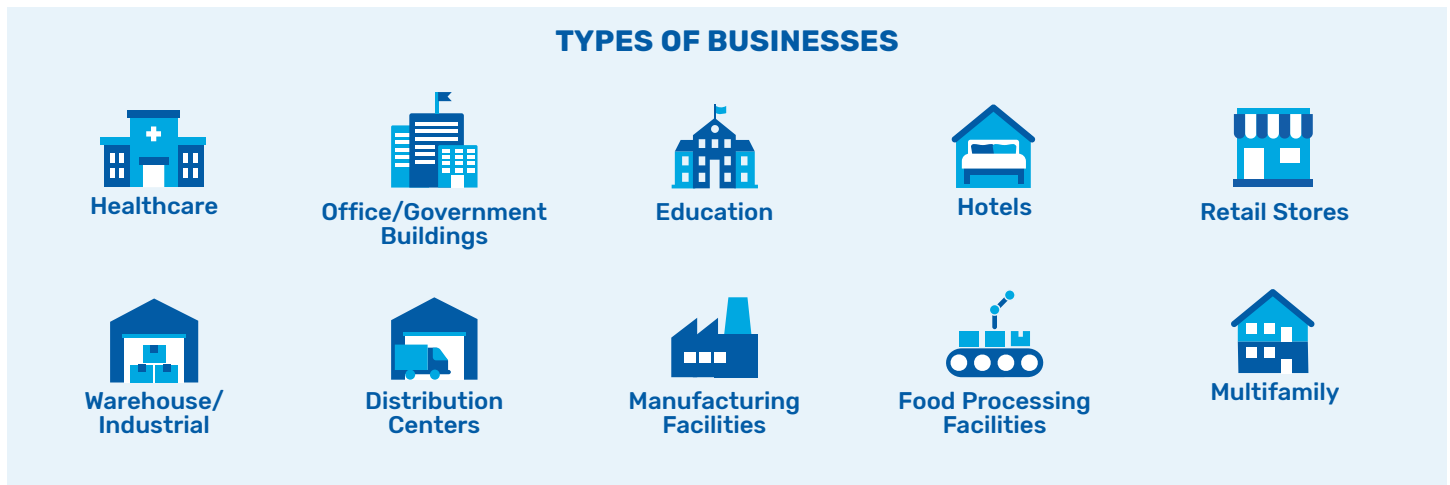 TYPES OF BUSINESSES
Healthcare
Office/Government
Buildings
Education
Hotels
Retail Stores
Warehouse/
Industrial
Distribution
Centers
Manufacturing
Facilities
Food Processing
Facilities
Multifamily